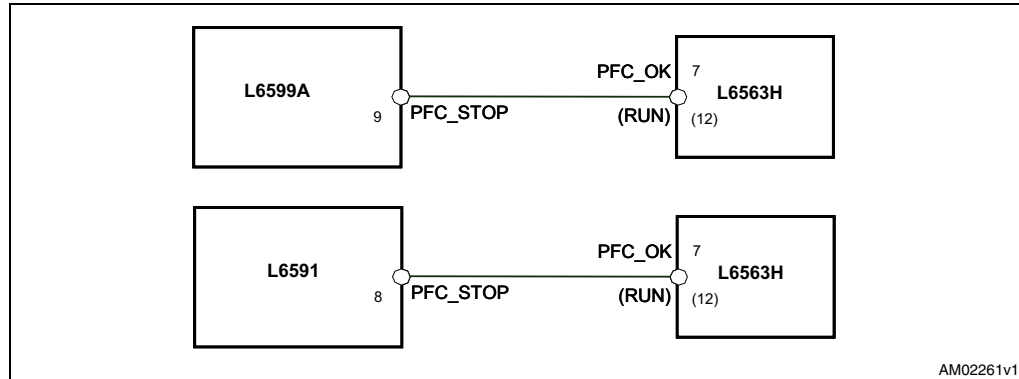 PFC_OK 7
L6599A L6563H
9 PFC_STOP (RUN) (12)
PFC_OK 7
L6591 L6563H
8 PFC_STOP (RUN) (12)
AM02261v1